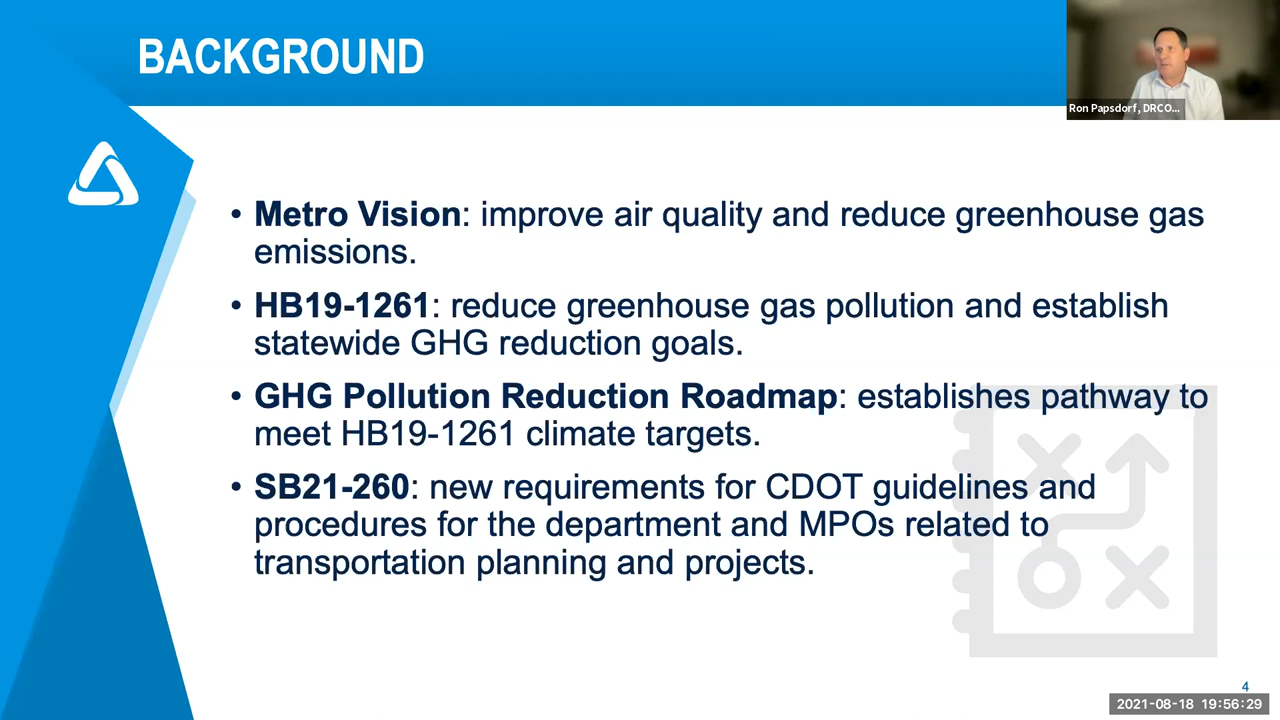 BACKGROUND
Ron Papsdorf, DRCO...
• Metro Vision: improve air quality and reduce greenhouse gas
emissions.
• HB19-1261: reduce greenhouse gas pollution and establish
statewide GHG reduction goals.
• GHG Pollution Reduction Roadmap: establishes pathway to
meet HB19-1261 climate targets.
• SB21-260: new requirements for CDOT guidelines and
procedures for the department and MPOs related to
transportation planning and projects.
4
2021-08-18 19:56:29